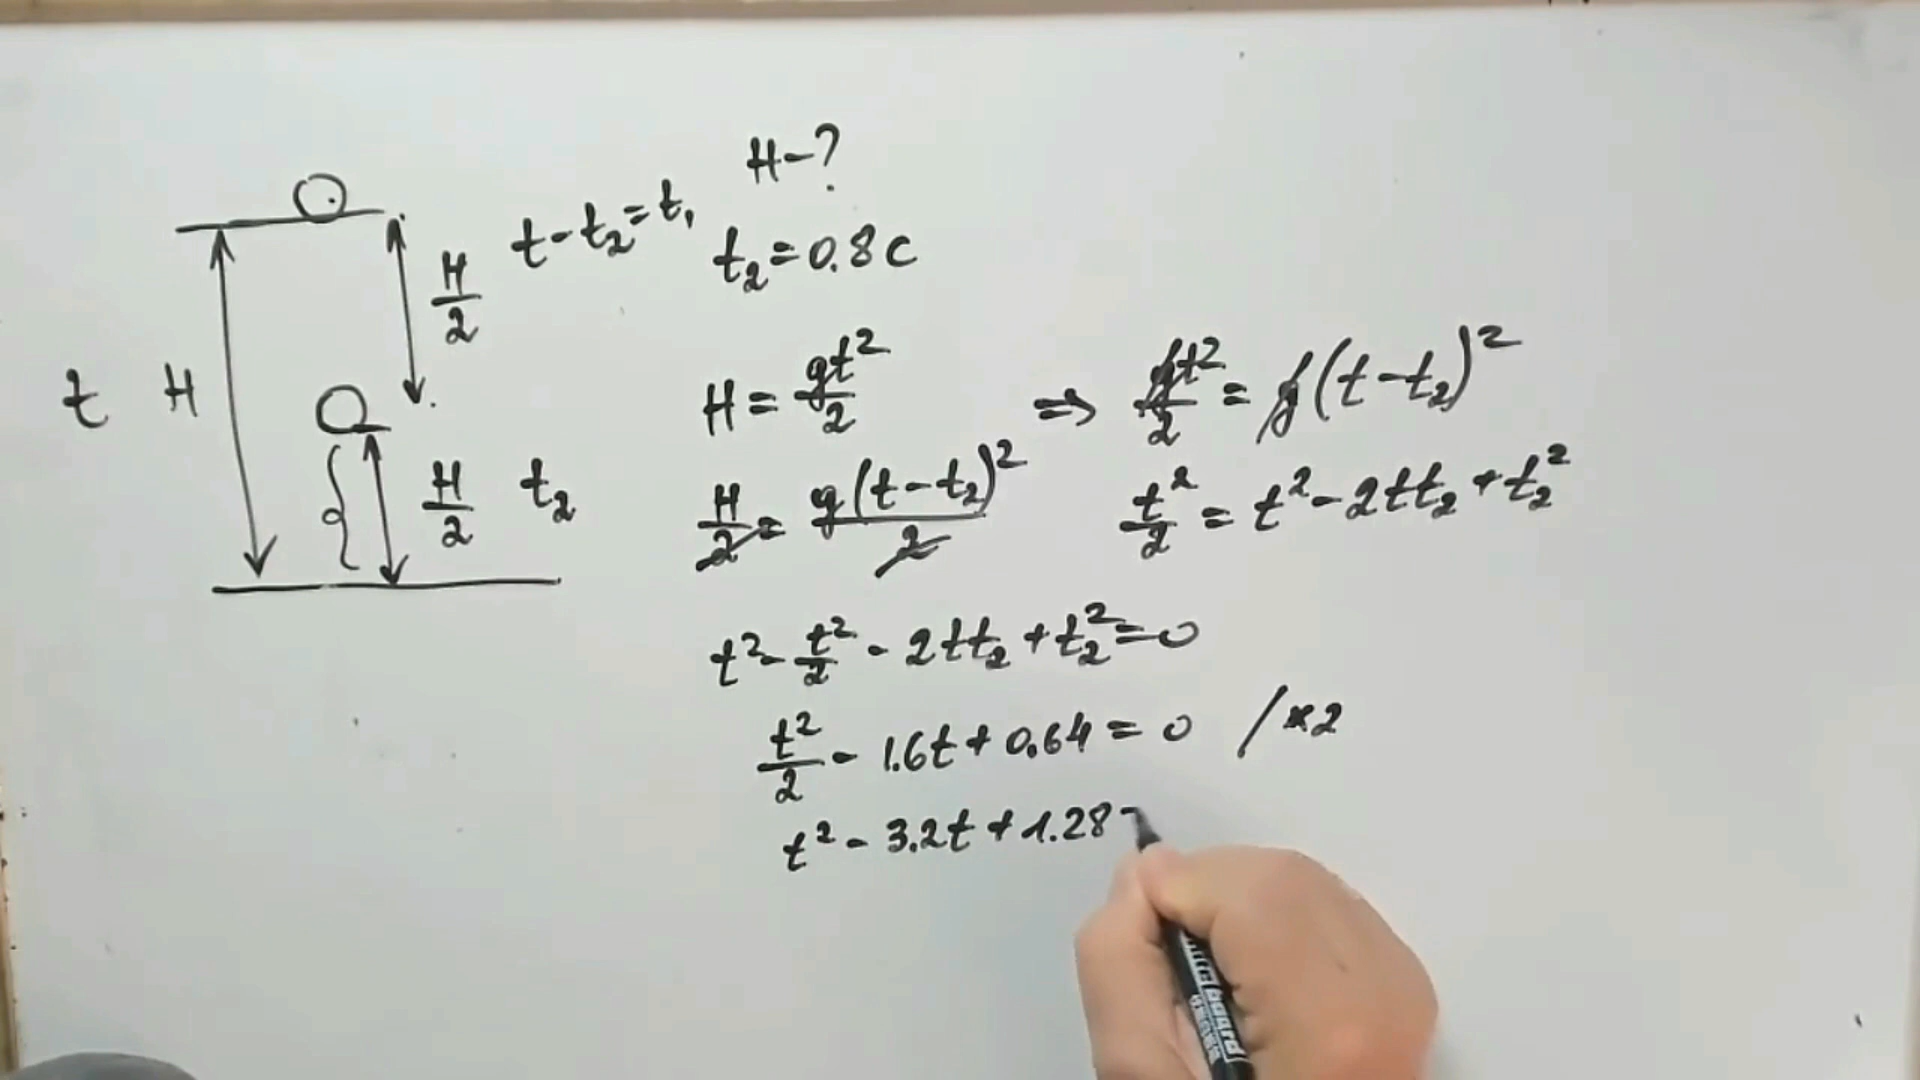 H-?
t-t₂=t₁
t₂=0.8c
H/2
t H
H/2 t₂
H=gt²/2
H/2=g(t-t₂)²/2
⇒ gt²/2=g(t-t₂)²
t²/2=t²-2tt₂+t₂²
t²-t²/2-2tt₂+t₂²=0
t²/2-1.6t+0.64=0 /×2
t²-3.2t+1.28
board